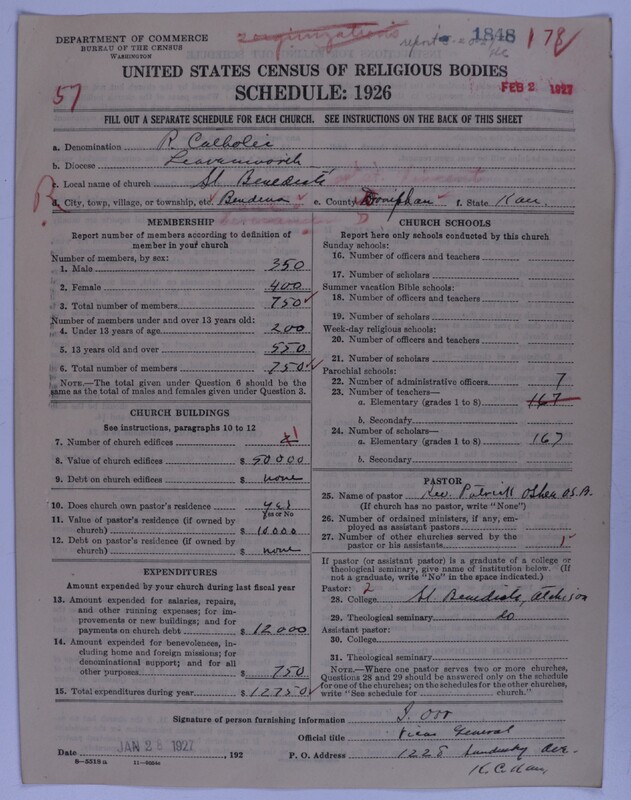 organizations
report
1848
178
DEPARTMENT OF COMMERCE
BUREAU OF THE CENSUS
WASHINGTON
UNITED STATES CENSUS OF RELIGIOUS BODIES
SCHEDULE: 1926
57
FEB 2 1927
FILL OUT A SEPARATE SCHEDULE FOR EACH CHURCH. SEE INSTRUCTIONS ON THE BACK OF THIS SHEET
a. Denomination R. Catholic
b. Diocese Leavenworth
c. Local name of church St Benedicts
d. City, town, village, or township, etc. Bendena e. County Doniphan f. State Kan.
MEMBERSHIP
Report number of members according to definition of
member in your church
Number of members, by sex:
1. Male 350
2. Female 400
3. Total number of members 750
Number of members under and over 13 years old:
4. Under 13 years of age 200
5. 13 years old and over 550
6. Total number of members 750
NOTE.—The total given under Question 6 should be the
same as the total of males and females given under Question 3.
CHURCH BUILDINGS
See instructions, paragraphs 10 to 12
7. Number of church edifices 1
8. Value of church edifices $ 50000
9. Debt on church edifices $ none
10. Does church own pastor's residence yes
Yes or No
11. Value of pastor's residence (if owned by
church) $ 10000
12. Debt on pastor's residence (if owned by
church) $ none
EXPENDITURES
Amount expended by your church during last fiscal year
13. Amount expended for salaries, repairs,
and other running expenses; for im-
provements or new buildings; and for
payments on church debt $ 12000
14. Amount expended for benevolences, in-
cluding home and foreign missions; for
denominational support; and for all
other purposes $ 750
15. Total expenditures during year $ 12750
CHURCH SCHOOLS
Report here only schools conducted by this church
Sunday schools:
16. Number of officers and teachers
17. Number of scholars
Summer vacation Bible schools:
18. Number of officers and teachers
19. Number of scholars
Week-day religious schools:
20. Number of officers and teachers
21. Number of scholars
Parochial schools:
22. Number of administrative officers 7
23. Number of teachers—
a. Elementary (grades 1 to 8) 167
b. Secondary
24. Number of scholars—
a. Elementary (grades 1 to 8) 167
b. Secondary
PASTOR
25. Name of pastor Rev. Patrick OShea O.S.B.
(If church has no pastor, write "None")
26. Number of ordained ministers, if any, em-
ployed as assistant pastors
27. Number of other churches served by the
pastor or his assistants 1
If pastor (or assistant pastor) is a graduate of a college or
theological seminary, give name of institution below. (If
not a graduate, write "No" in the space indicated.)
Pastor: 2
28. College St. Benedicts, Atchison
29. Theological seminary do
Assistant pastor:
30. College
31. Theological seminary
NOTE.—Where one pastor serves two or more churches,
Questions 28 and 29 should be answered only on the schedule
for one of the churches; on the schedules for the other churches,
write "See schedule for church."
Signature of person furnishing information J. Orr
Official title Vicar General
Date JAN 28 1927, 192 P. O. Address 1228 Sandusky Ave.
8—5518a 11—
K. C. Kan.